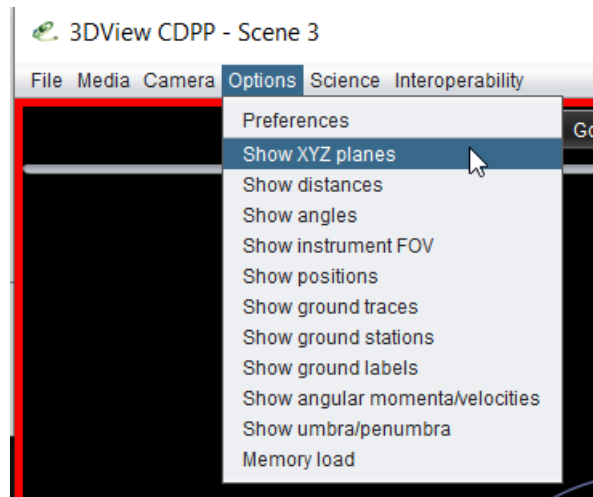 3DView CDPP - Scene 3
File Media Camera Options Science Interoperability
Preferences
Show XYZ planes
Show distances
Show angles
Show instrument FOV
Show positions
Show ground traces
Show ground stations
Show ground labels
Show angular momenta/velocities
Show umbra/penumbra
Memory load